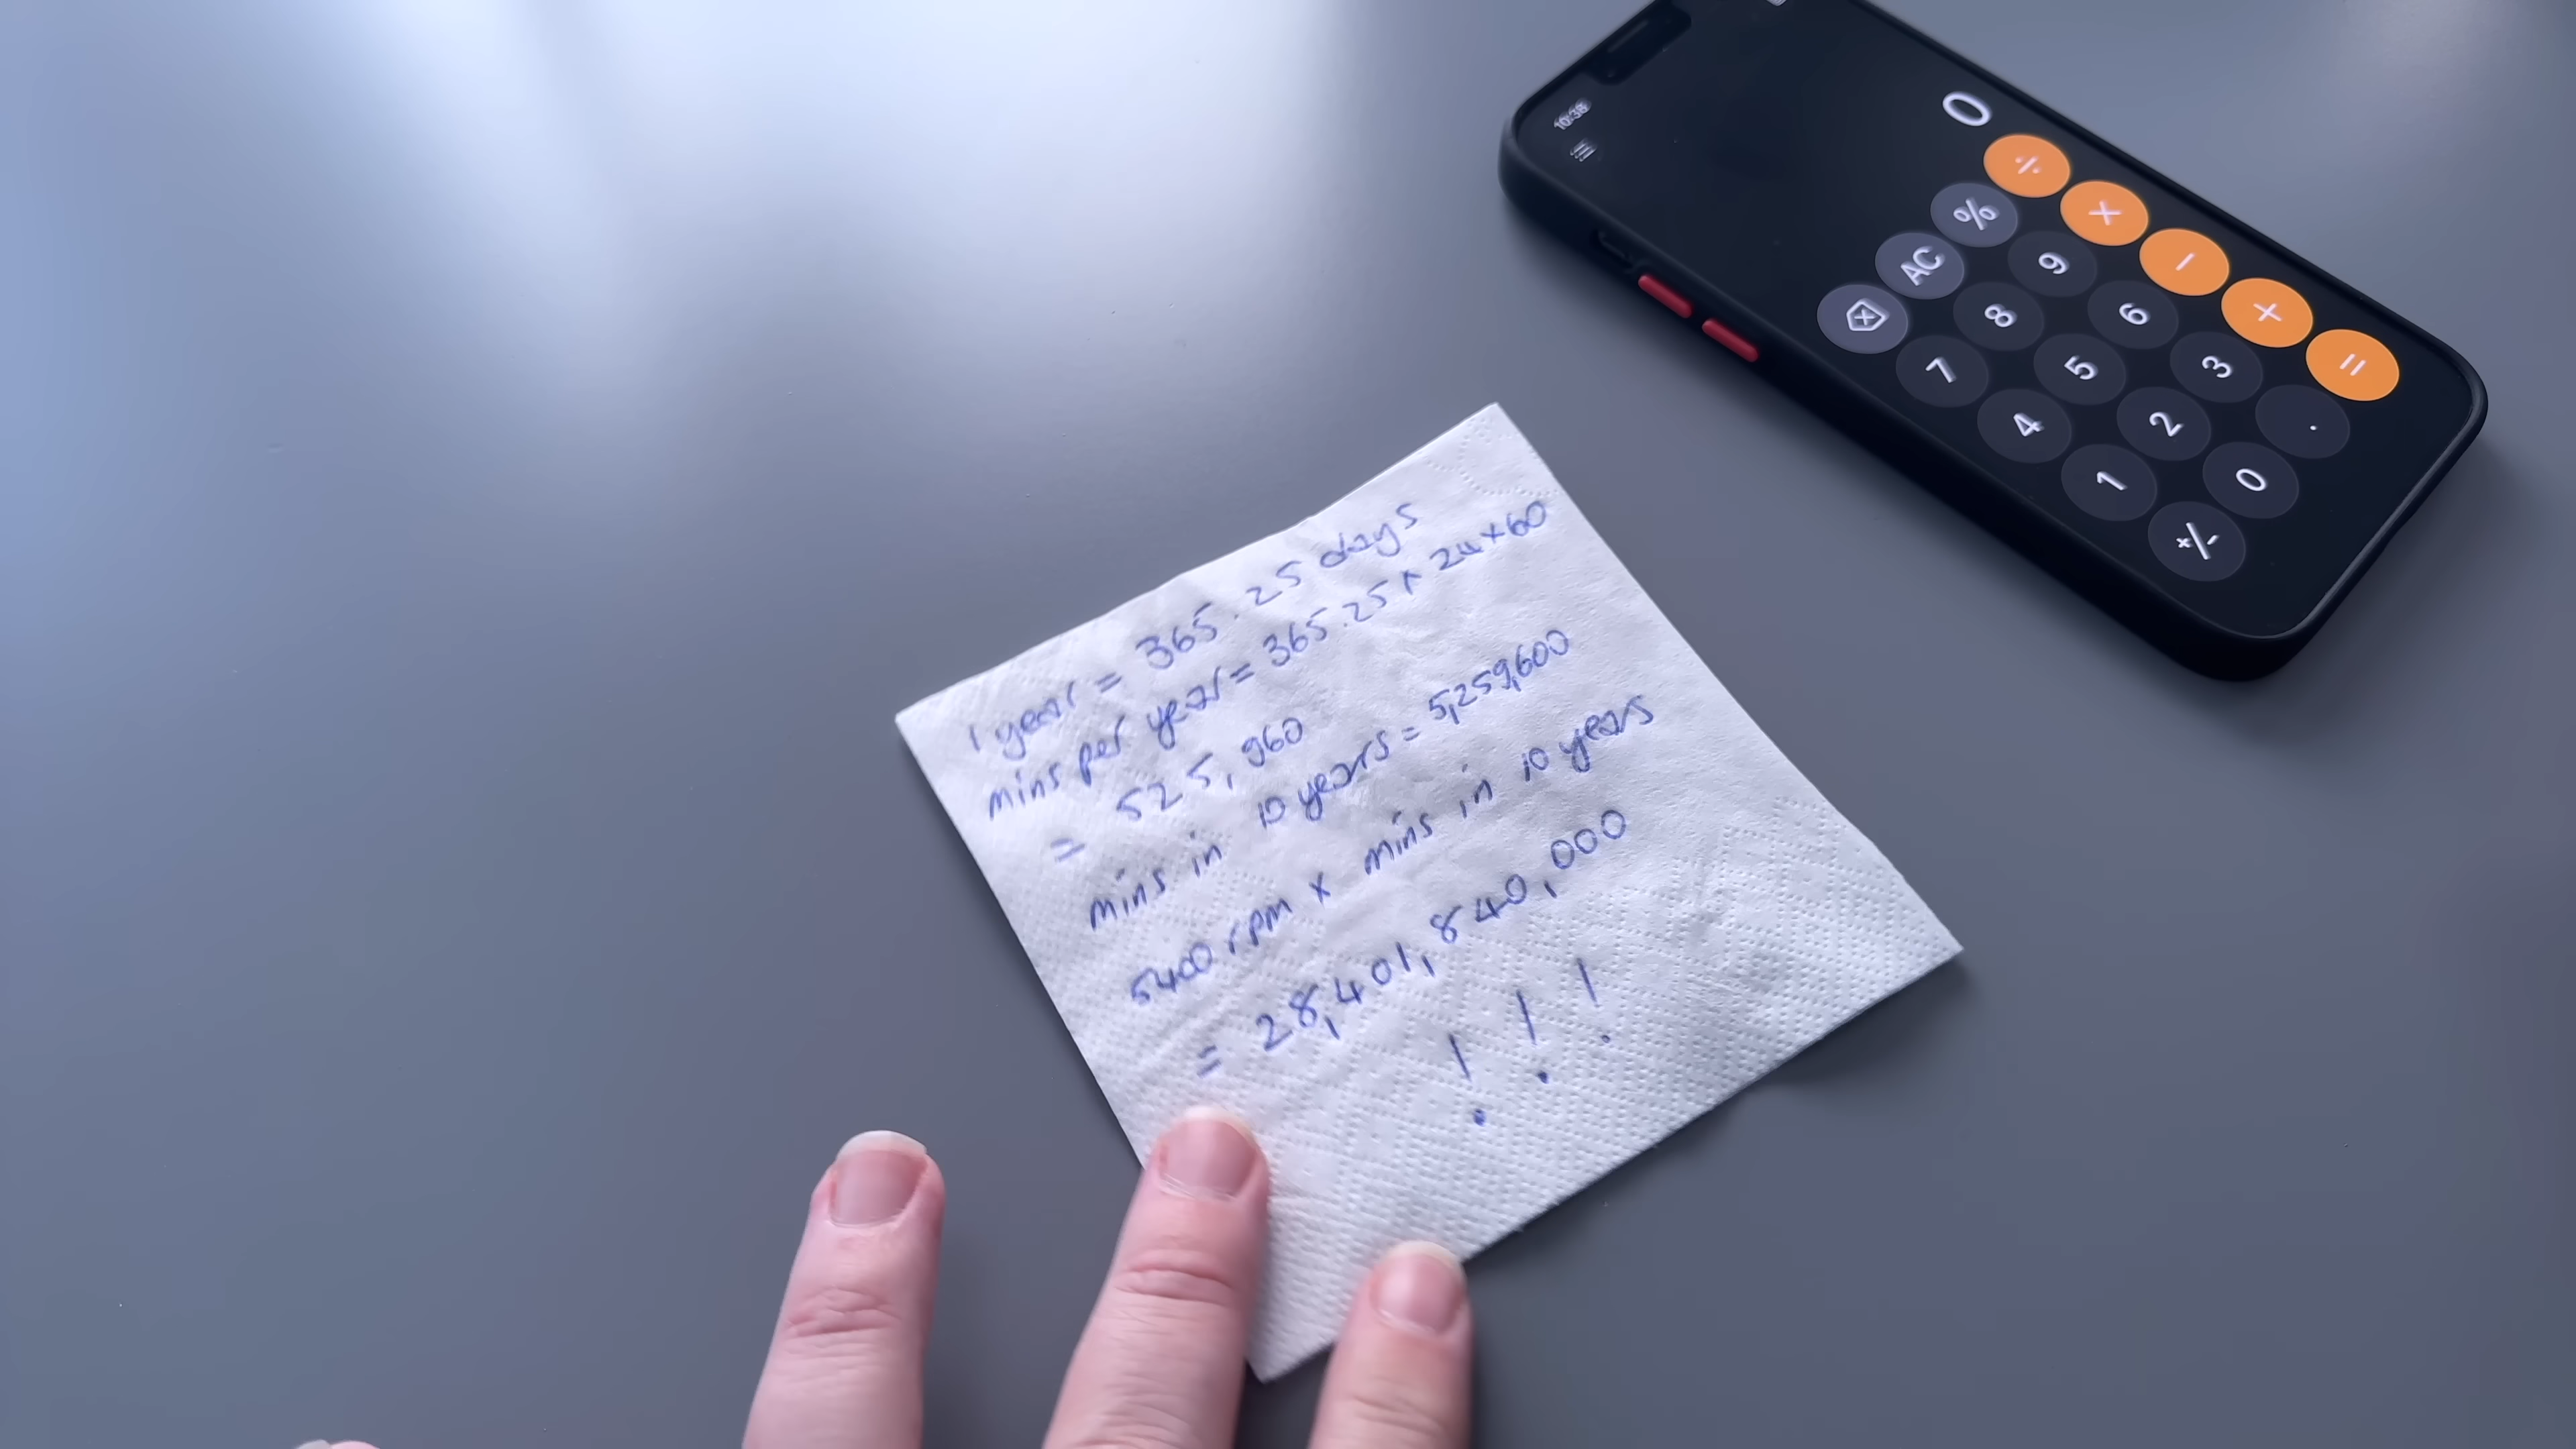 1 year = 365.25 days
mins per year = 365.25 x 24 x 60
= 525,960
mins in 10 years = 5,259,600
5400 rpm x mins in 10 years
= 28,401,840,000
! ! !
10:38
0
÷
% ×
AC 9 −
8 6 +
7 5 3 =
4 2 .
1 0
+/-